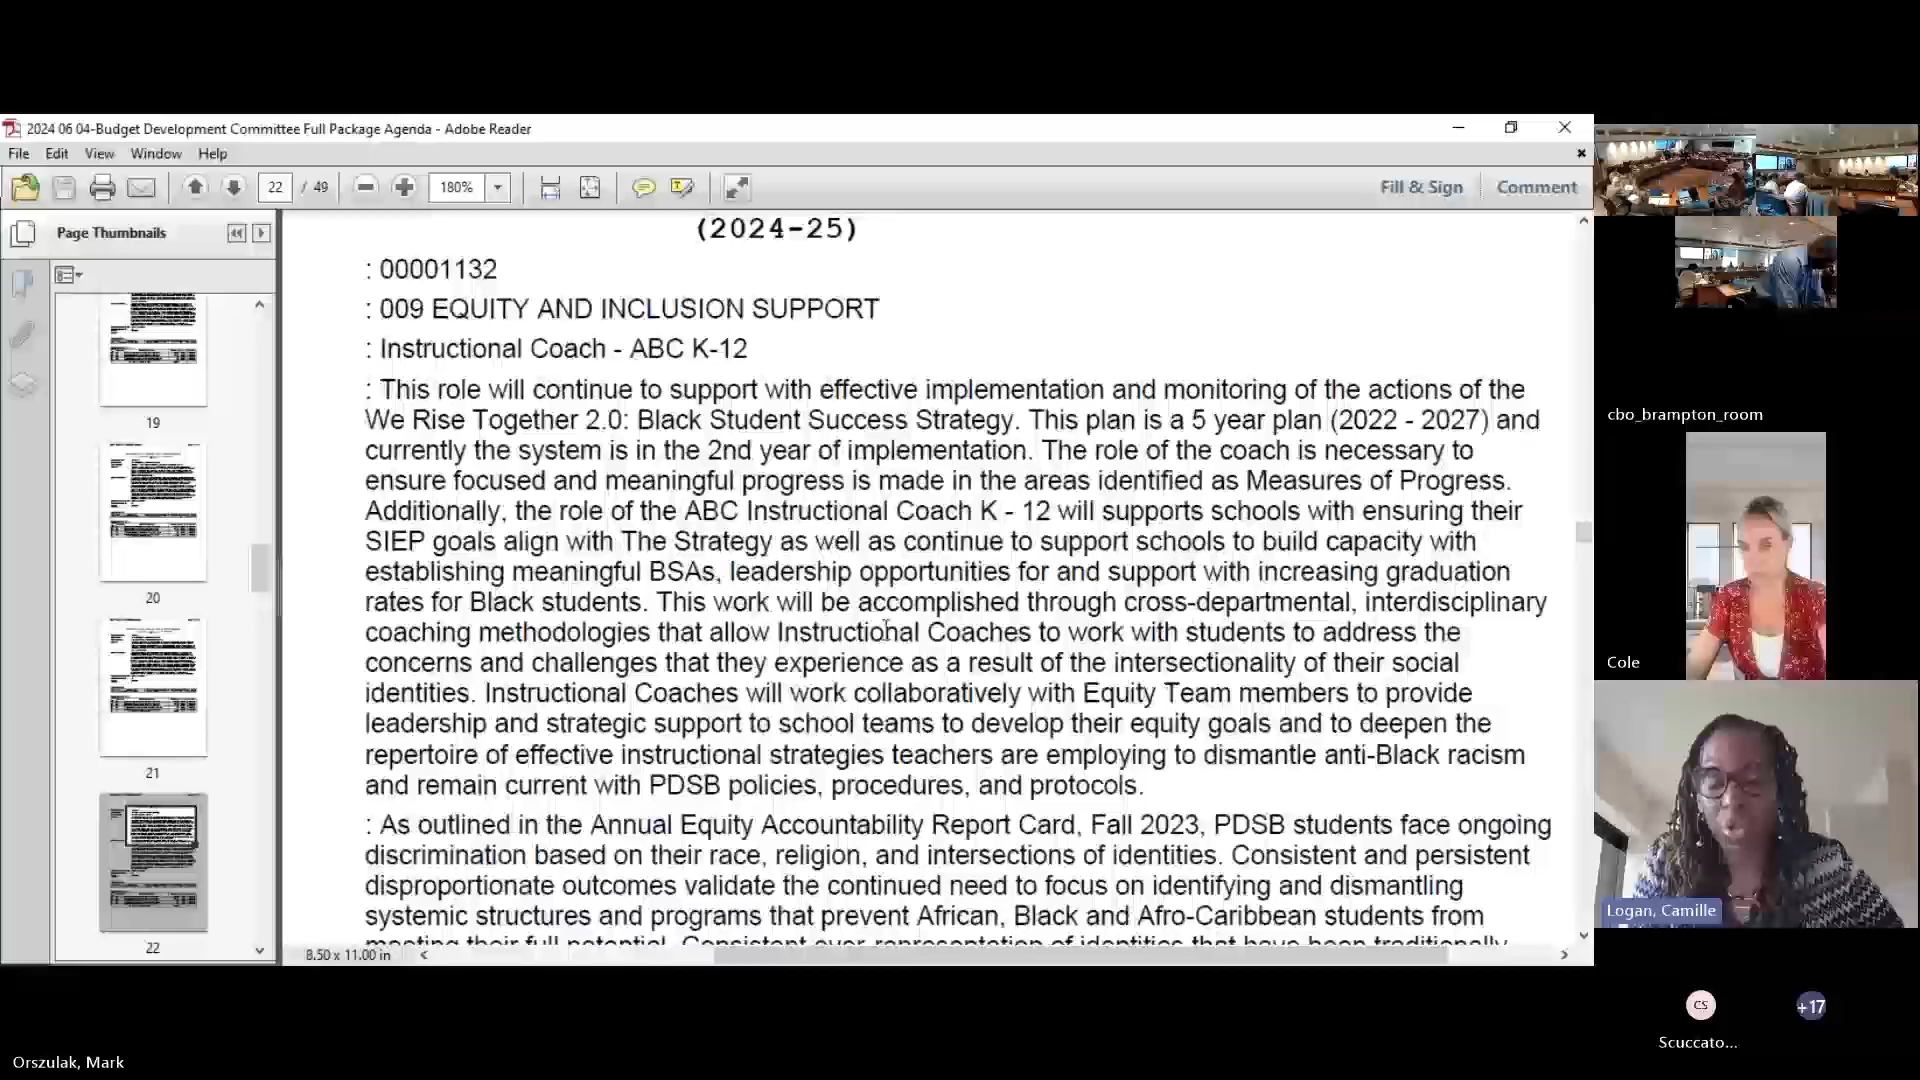 2024 06 04-Budget Development Committee Full Package Agenda - Adobe Reader
File Edit View Window Help
22 / 49 180% Fill & Sign Comment
Page Thumbnails
19
20
21
22
(2024-25)
: 00001132
: 009 EQUITY AND INCLUSION SUPPORT
: Instructional Coach - ABC K-12
: This role will continue to support with effective implementation and monitoring of the actions of the
We Rise Together 2.0: Black Student Success Strategy. This plan is a 5 year plan (2022 - 2027) and
currently the system is in the 2nd year of implementation. The role of the coach is necessary to
ensure focused and meaningful progress is made in the areas identified as Measures of Progress.
Additionally, the role of the ABC Instructional Coach K - 12 will supports schools with ensuring their
SIEP goals align with The Strategy as well as continue to support schools to build capacity with
establishing meaningful BSAs, leadership opportunities for and support with increasing graduation
rates for Black students. This work will be accomplished through cross-departmental, interdisciplinary
coaching methodologies that allow Instructional Coaches to work with students to address the
concerns and challenges that they experience as a result of the intersectionality of their social
identities. Instructional Coaches will work collaboratively with Equity Team members to provide
leadership and strategic support to school teams to develop their equity goals and to deepen the
repertoire of effective instructional strategies teachers are employing to dismantle anti-Black racism
and remain current with PDSB policies, procedures, and protocols.
: As outlined in the Annual Equity Accountability Report Card, Fall 2023, PDSB students face ongoing
discrimination based on their race, religion, and intersections of identities. Consistent and persistent
disproportionate outcomes validate the continued need to focus on identifying and dismantling
systemic structures and programs that prevent African, Black and Afro-Caribbean students from
meeting their full potential. Consistent over-representation of identities that have been traditionally
8.50 x 11.00 in
cbo_brampton_room
Cole
Logan, Camille
CS
+17
Scuccato...
Orszulak, Mark